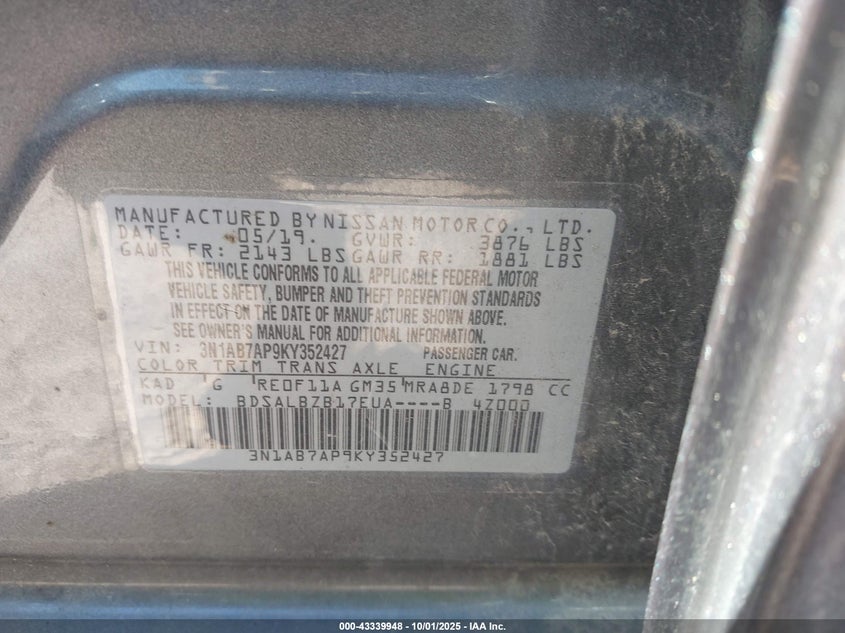 MANUFACTURED BY NISSAN MOTOR CO., LTD.
DATE: 05/19. GVWR: 3876 LBS
GAWR FR: 2143 LBS GAWR RR: 1881 LBS
THIS VEHICLE CONFORMS TO ALL APPLICABLE FEDERAL MOTOR
VEHICLE SAFETY, BUMPER AND THEFT PREVENTION STANDARDS
IN EFFECT ON THE DATE OF MANUFACTURE SHOWN ABOVE.
SEE OWNER'S MANUAL FOR ADDITIONAL INFORMATION.
VIN: 3N1AB7AP9KY352427 PASSENGER CAR.
COLOR TRIM TRANS AXLE ENGINE
KAD G RE0F11A GM35 MRA8DE 1798 CC
MODEL: BDSALBZB17EUA----B 4Z000
3N1AB7AP9KY352427
000-43339948 - 10/01/2025 - IAA Inc.